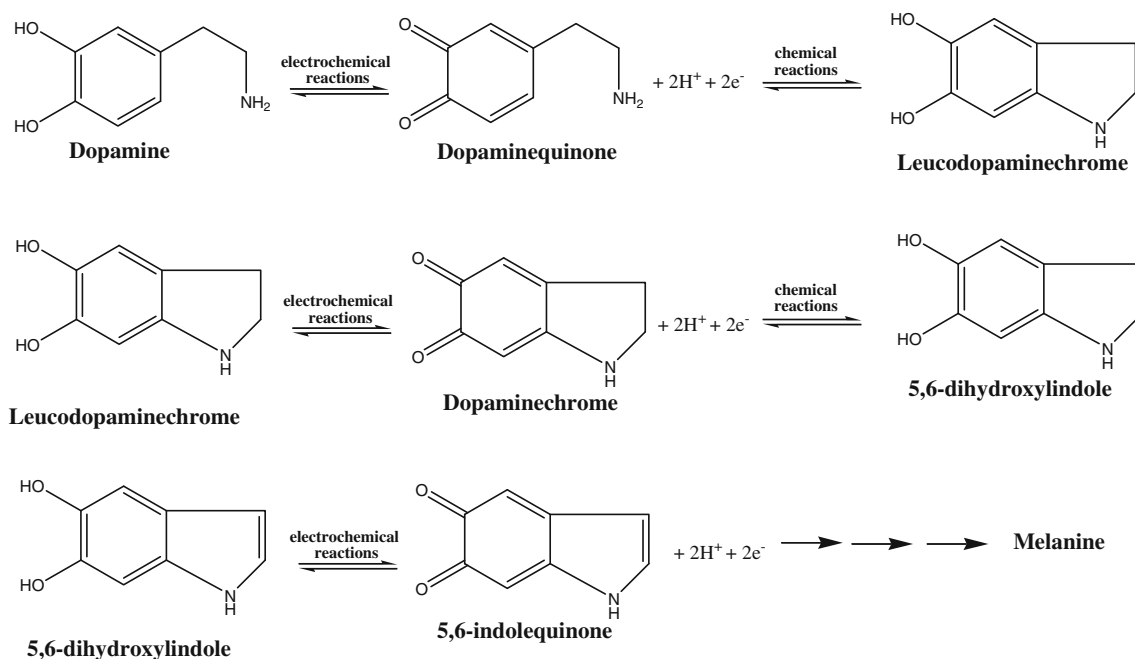 HO
HO
NH2
Dopamine
electrochemical
reactions
O
O
NH2
Dopaminequinone
+ 2H+ + 2e-
chemical
reactions
HO
HO
N
H
Leucodopaminechrome
HO
HO
N
H
Leucodopaminechrome
electrochemical
reactions
O
O
N
H
Dopaminechrome
+ 2H+ + 2e-
chemical
reactions
HO
HO
N
H
5,6-dihydroxylindole
HO
HO
N
H
5,6-dihydroxylindole
electrochemical
reactions
O
O
N
H
5,6-indolequinone
+ 2H+ + 2e-
Melanine